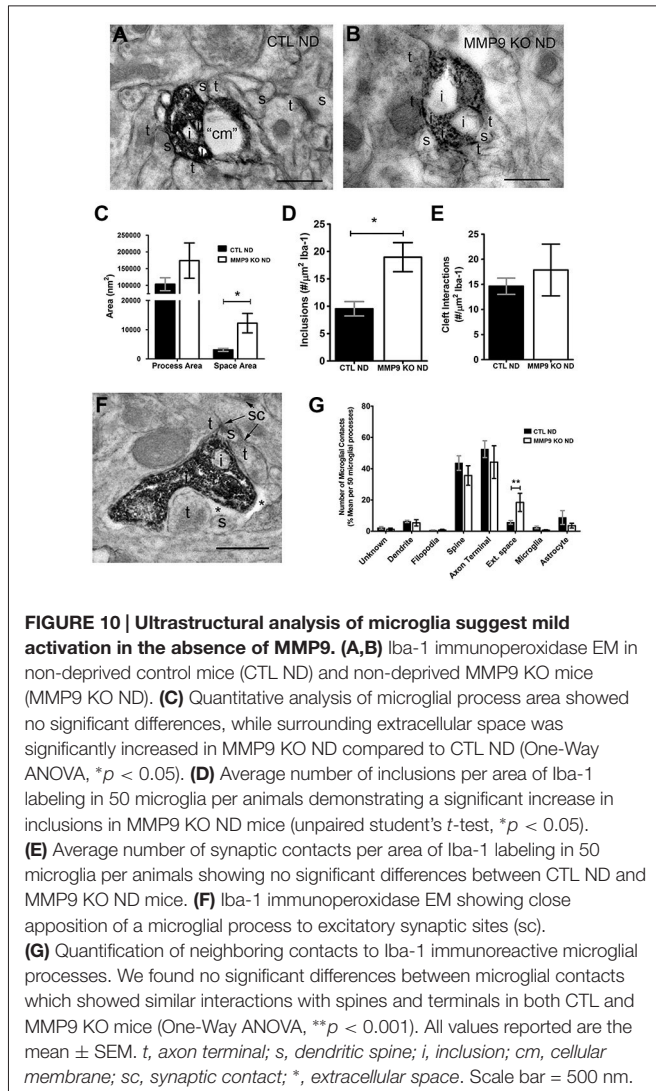 A
CTL ND
s
t
s
t
t
i
"cm"
s
i
t
B
MMP9 KO ND
t
i
i
t
t
s
s
t
C
CTL ND
MMP9 KO ND
Area (nm²)
250000
200000
150000
100000
50000
20000
10000
0
*
Process Area
Space Area
D
Inclusions (#/µm² Iba-1)
25
20
15
10
5
0
*
CTL ND
MMP9 KO ND
E
Cleft Interactions
(#/µm² Iba-1)
25
20
15
10
5
0
CTL ND
MMP9 KO ND
F
t
sc
s
t
i
*
*
t
s
G
Number of Microglial Contacts
(% Mean per 50 microglial processes)
80
60
40
20
0
CTL ND
MMP9 KO ND
**
Unknown
Dendrite
Filopodia
Spine
Axon Terminal
Ext. space
Microglia
Astrocyte
FIGURE 10 | Ultrastructural analysis of microglia suggest mild
activation in the absence of MMP9. (A,B) Iba-1 immunoperoxidase EM in
non-deprived control mice (CTL ND) and non-deprived MMP9 KO mice
(MMP9 KO ND). (C) Quantitative analysis of microglial process area showed
no significant differences, while surrounding extracellular space was
significantly increased in MMP9 KO ND compared to CTL ND (One-Way
ANOVA, *p < 0.05). (D) Average number of inclusions per area of Iba-1
labeling in 50 microglia per animals demonstrating a significant increase in
inclusions in MMP9 KO ND mice (unpaired student's t-test, *p < 0.05).
(E) Average number of synaptic contacts per area of Iba-1 labeling in 50
microglia per animals showing no significant differences between CTL ND and
MMP9 KO ND mice. (F) Iba-1 immunoperoxidase EM showing close
apposition of a microglial process to excitatory synaptic sites (sc).
(G) Quantification of neighboring contacts to Iba-1 immunoreactive microglial
processes. We found no significant differences between microglial contacts
which showed similar interactions with spines and terminals in both CTL and
MMP9 KO mice (One-Way ANOVA, **p < 0.001). All values reported are the
mean ± SEM. t, axon terminal; s, dendritic spine; i, inclusion; cm, cellular
membrane; sc, synaptic contact; *, extracellular space. Scale bar = 500 nm.